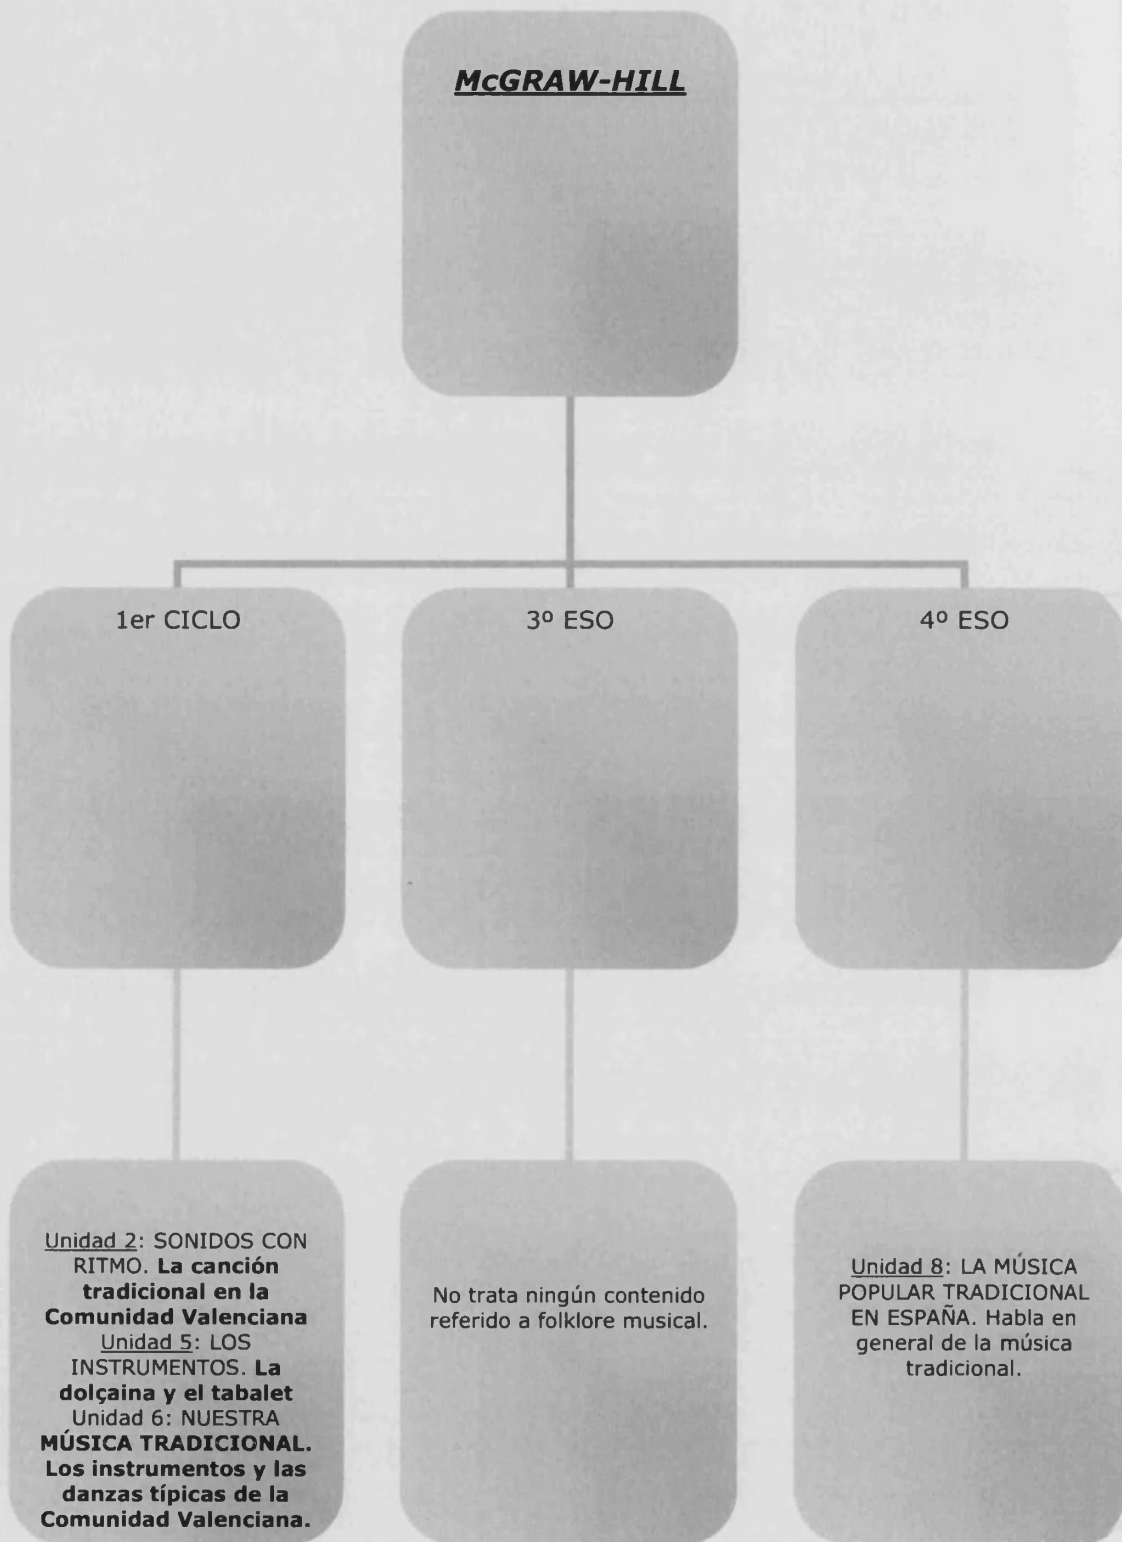 McGRAW-HILL
1er CICLO
3º ESO
4º ESO
Unidad 2: SONIDOS CON
RITMO. La canción
tradicional en la
Comunidad Valenciana
Unidad 5: LOS
INSTRUMENTOS. La
dolçaina y el tabalet
Unidad 6: NUESTRA
MÚSICA TRADICIONAL.
Los instrumentos y las
danzas típicas de la
Comunidad Valenciana.
No trata ningún contenido
referido a folklore musical.
Unidad 8: LA MÚSICA
POPULAR TRADICIONAL
EN ESPAÑA. Habla en
general de la música
tradicional.